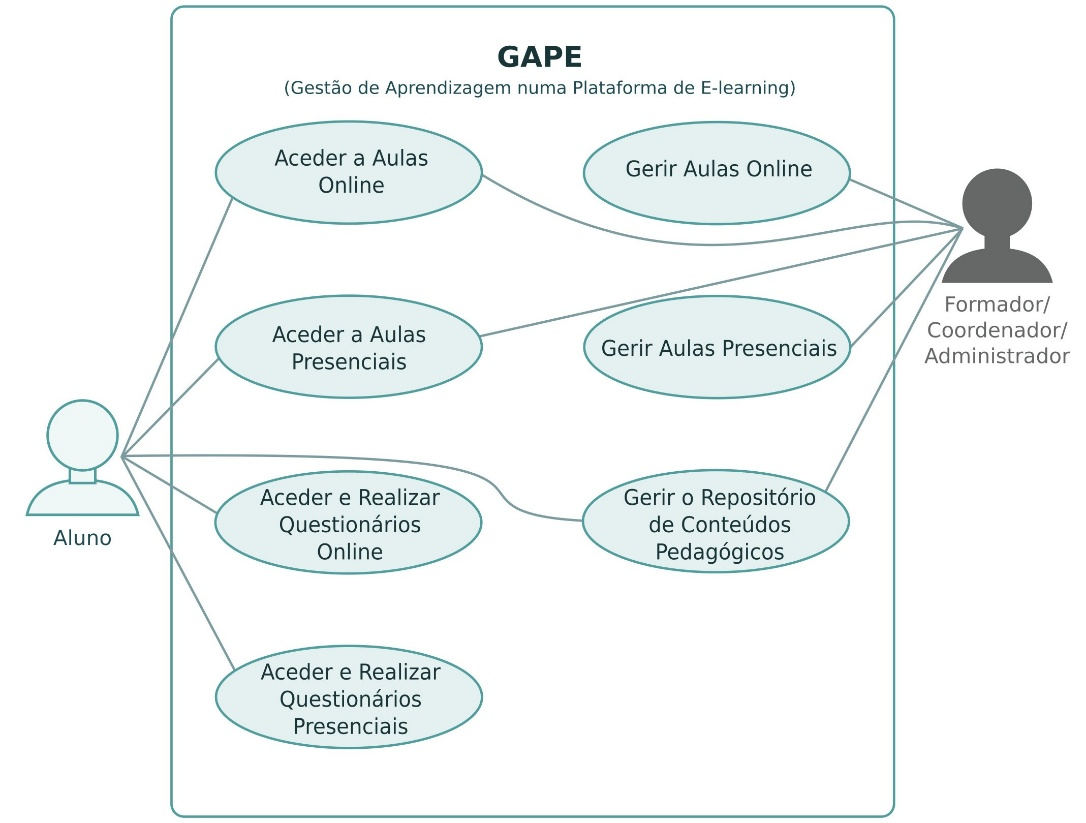 GAPE
(Gestão de Aprendizagem numa Plataforma de E-learning)
Aceder a Aulas
Online
Gerir Aulas Online
Formador/
Coordenador/
Administrador
Aceder a Aulas
Presenciais
Gerir Aulas Presenciais
Aluno
Aceder e Realizar
Questionários
Online
Gerir o Repositório
de Conteúdos
Pedagógicos
Aceder e Realizar
Questionários
Presenciais